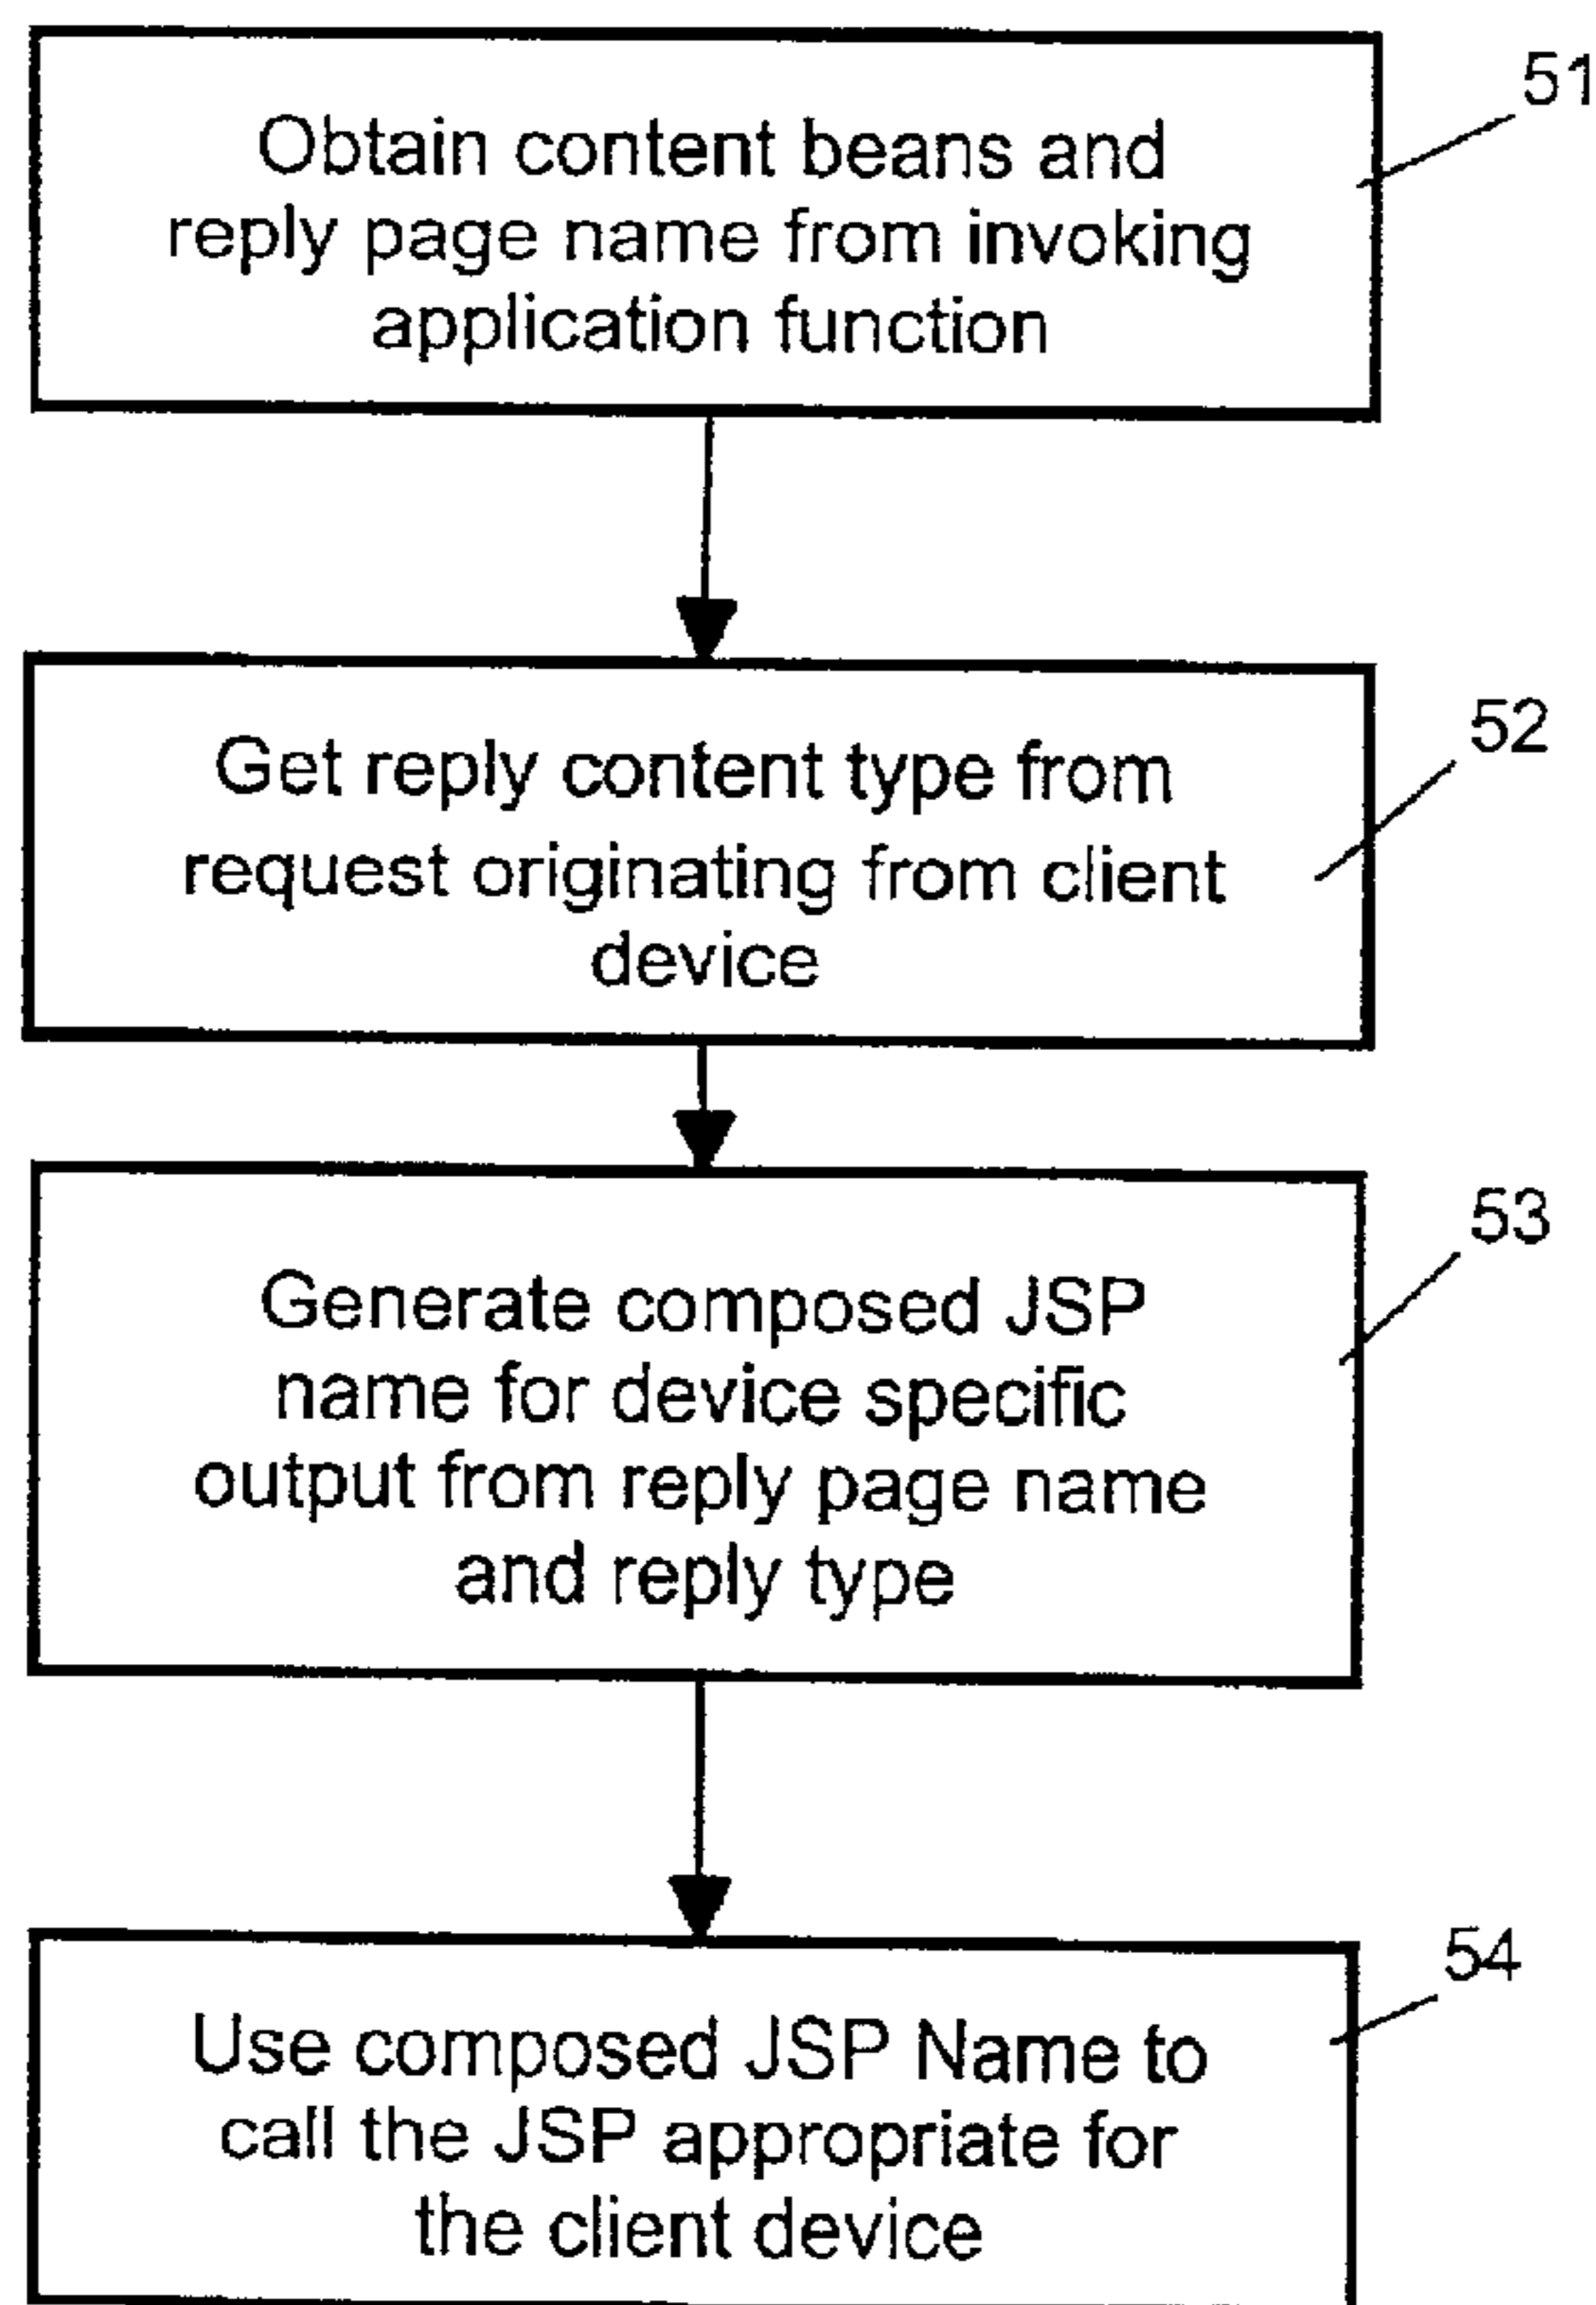 51
Obtain content beans and
reply page name from invoking
application function
52
Get reply content type from
request originating from client
device
53
Generate composed JSP
name for device specific
output from reply page name
and reply type
54
Use composed JSP Name to
call the JSP appropriate for
the client device